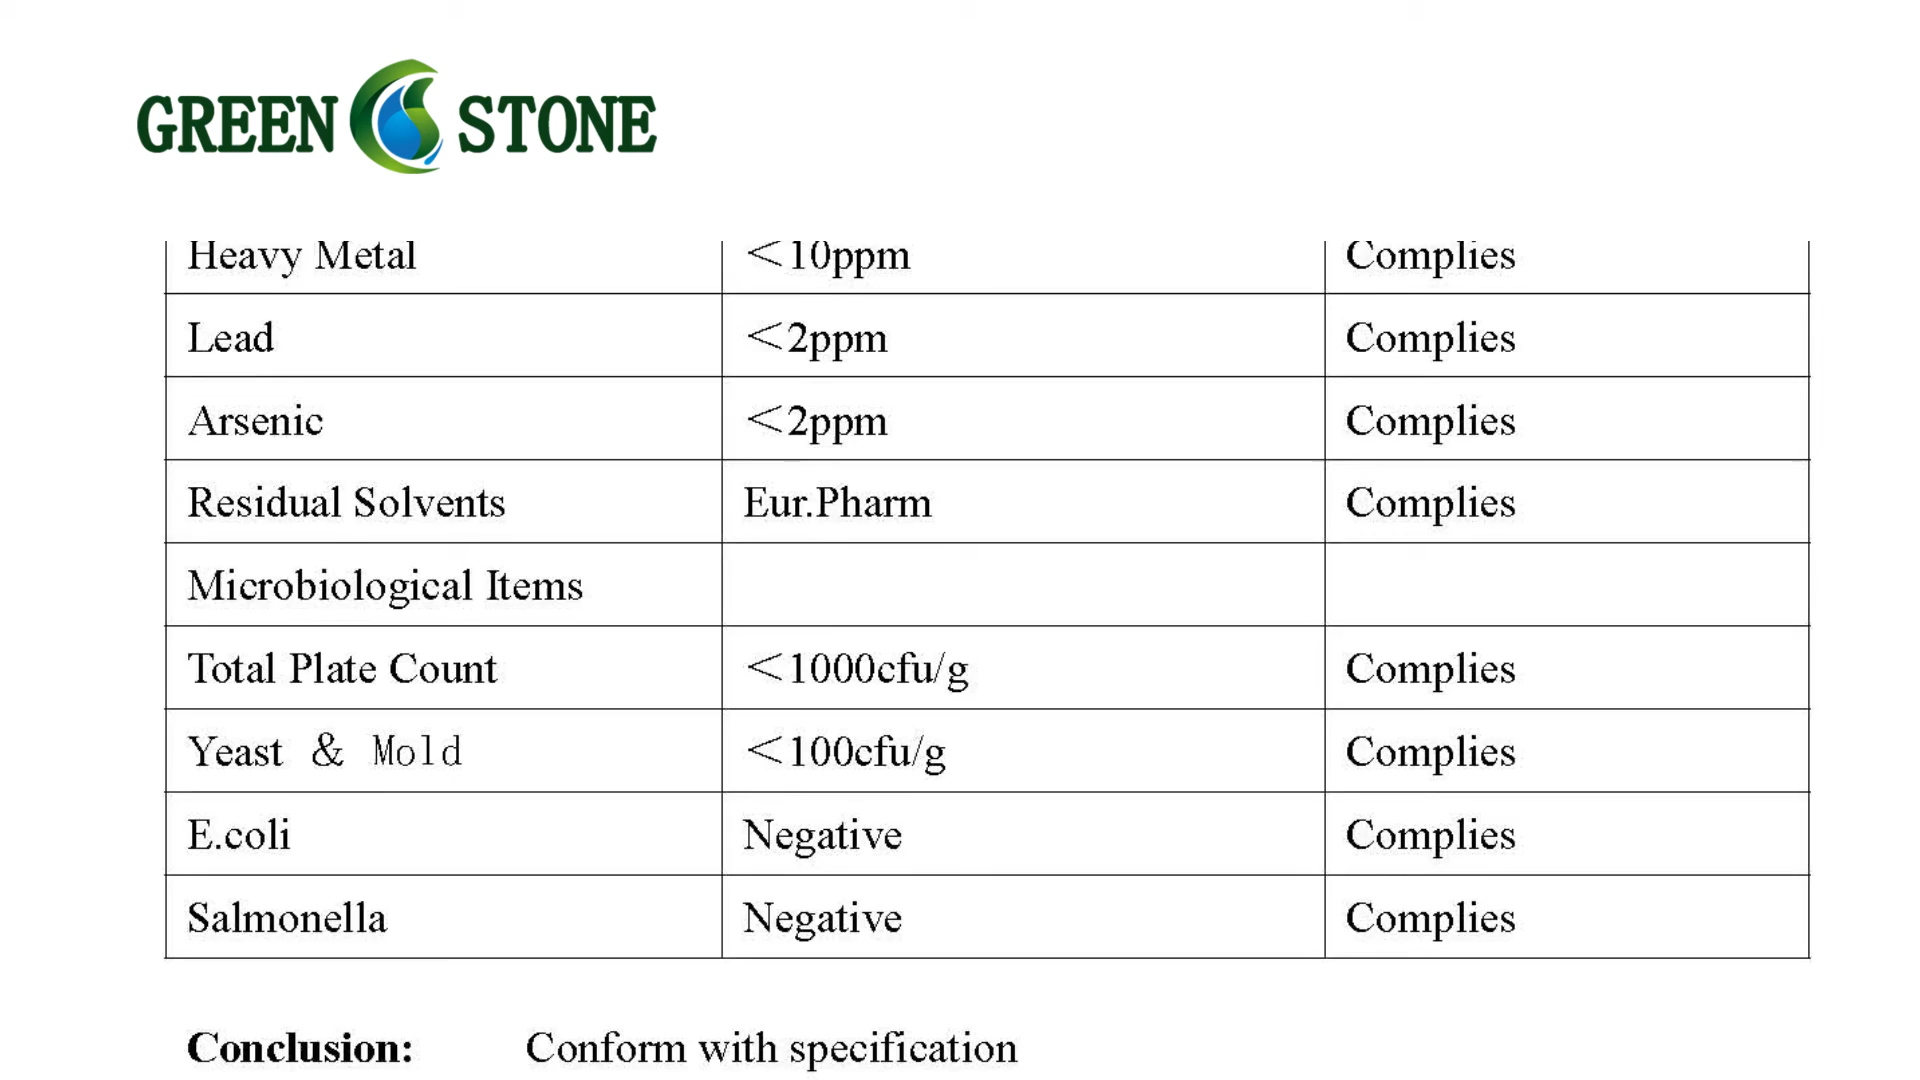 GREEN STONE
Heavy Metal <10ppm Complies
Lead <2ppm Complies
Arsenic <2ppm Complies
Residual Solvents Eur.Pharm Complies
Microbiological Items
Total Plate Count <1000cfu/g Complies
Yeast & Mold <100cfu/g Complies
E.coli Negative Complies
Salmonella Negative Complies
Conclusion: Conform with specification